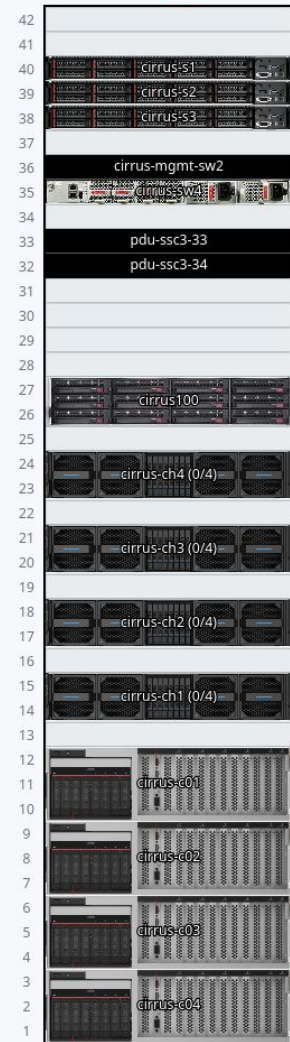 42
41
40 cirrus-s1
39 cirrus-s2
38 cirrus-s3
37
36 cirrus-mgmt-sw2
35 cirrus-sw4
34
33 pdu-ssc3-33
32 pdu-ssc3-34
31
30
29
28
27 cirrus100
26
25
24 cirrus-ch4 (0/4)
23
22
21 cirrus-ch3 (0/4)
20
19
18 cirrus-ch2 (0/4)
17
16
15 cirrus-ch1 (0/4)
14
13
12
11 cirrus-c01
10
9
8 cirrus-c02
7
6
5 cirrus-c03
4
3
2 cirrus-c04
1